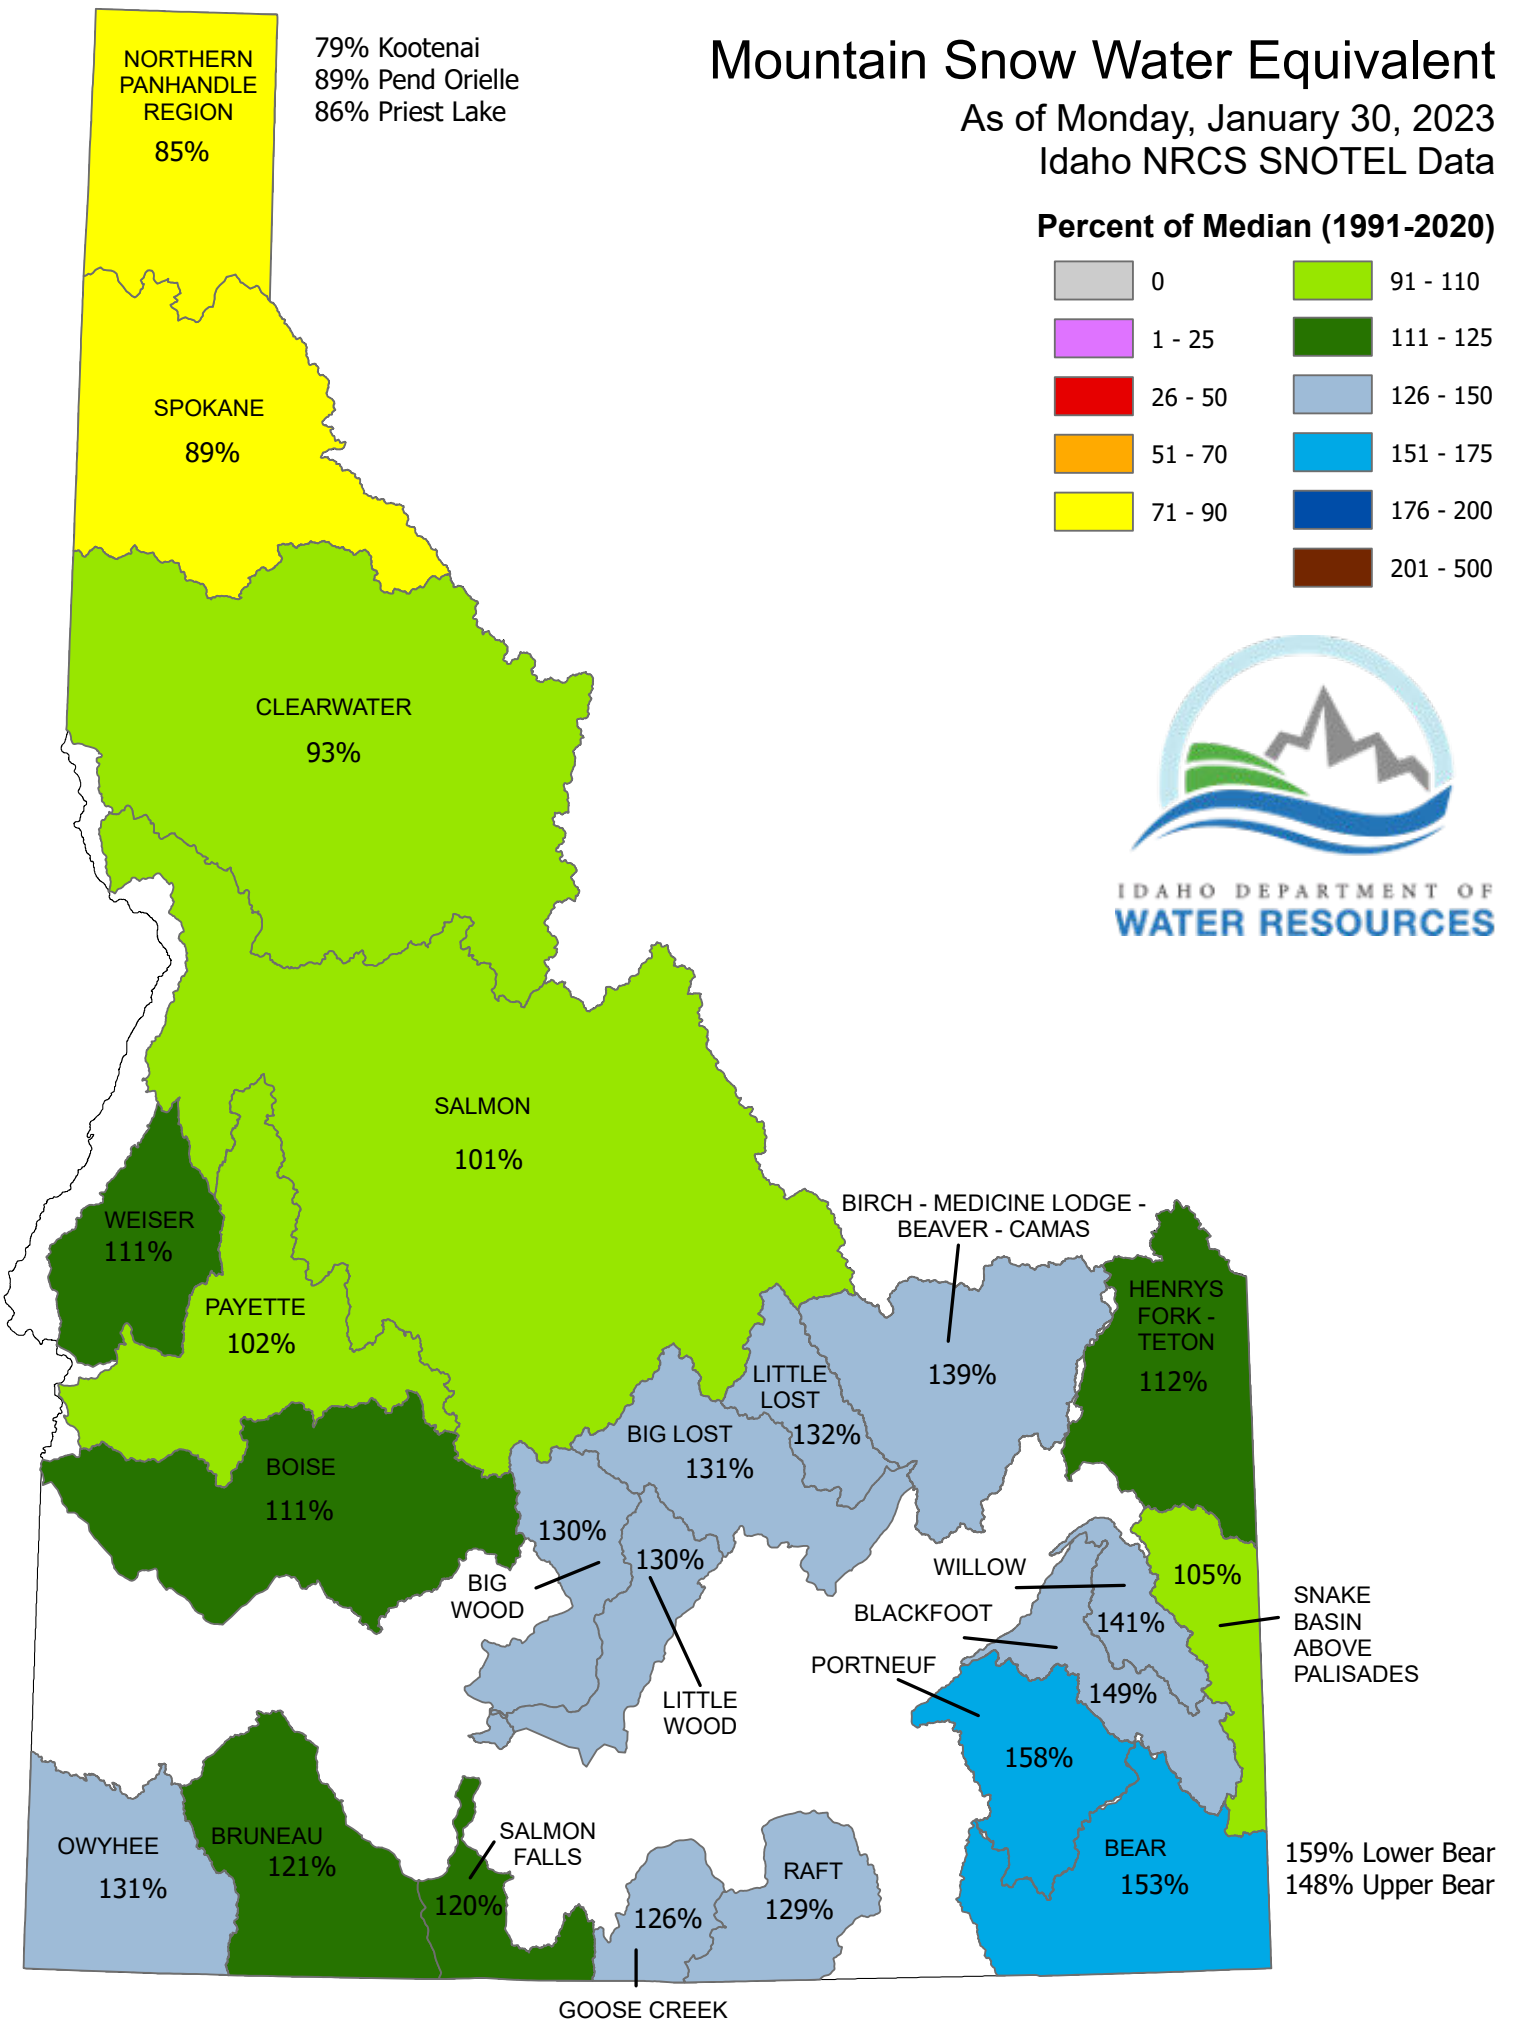 Mountain Snow Water Equivalent
As of Monday, January 30, 2023
Idaho NRCS SNOTEL Data
Percent of Median (1991-2020)
0
1 - 25
26 - 50
51 - 70
71 - 90
91 - 110
111 - 125
126 - 150
151 - 175
176 - 200
201 - 500
IDAHO DEPARTMENT OF
WATER RESOURCES
NORTHERN
PANHANDLE
REGION
85%
79% Kootenai
89% Pend Orielle
86% Priest Lake
SPOKANE
89%
CLEARWATER
93%
SALMON
101%
WEISER
111%
PAYETTE
102%
BOISE
111%
BIRCH - MEDICINE LODGE -
BEAVER - CAMAS
139%
HENRYS
FORK -
TETON
112%
LITTLE
LOST
132%
BIG LOST
131%
130%
BIG
WOOD
130%
LITTLE
WOOD
WILLOW
141%
BLACKFOOT
149%
PORTNEUF
158%
105%
SNAKE
BASIN
ABOVE
PALISADES
OWYHEE
131%
BRUNEAU
121%
SALMON
FALLS
120%
126%
GOOSE CREEK
RAFT
129%
BEAR
153%
159% Lower Bear
148% Upper Bear